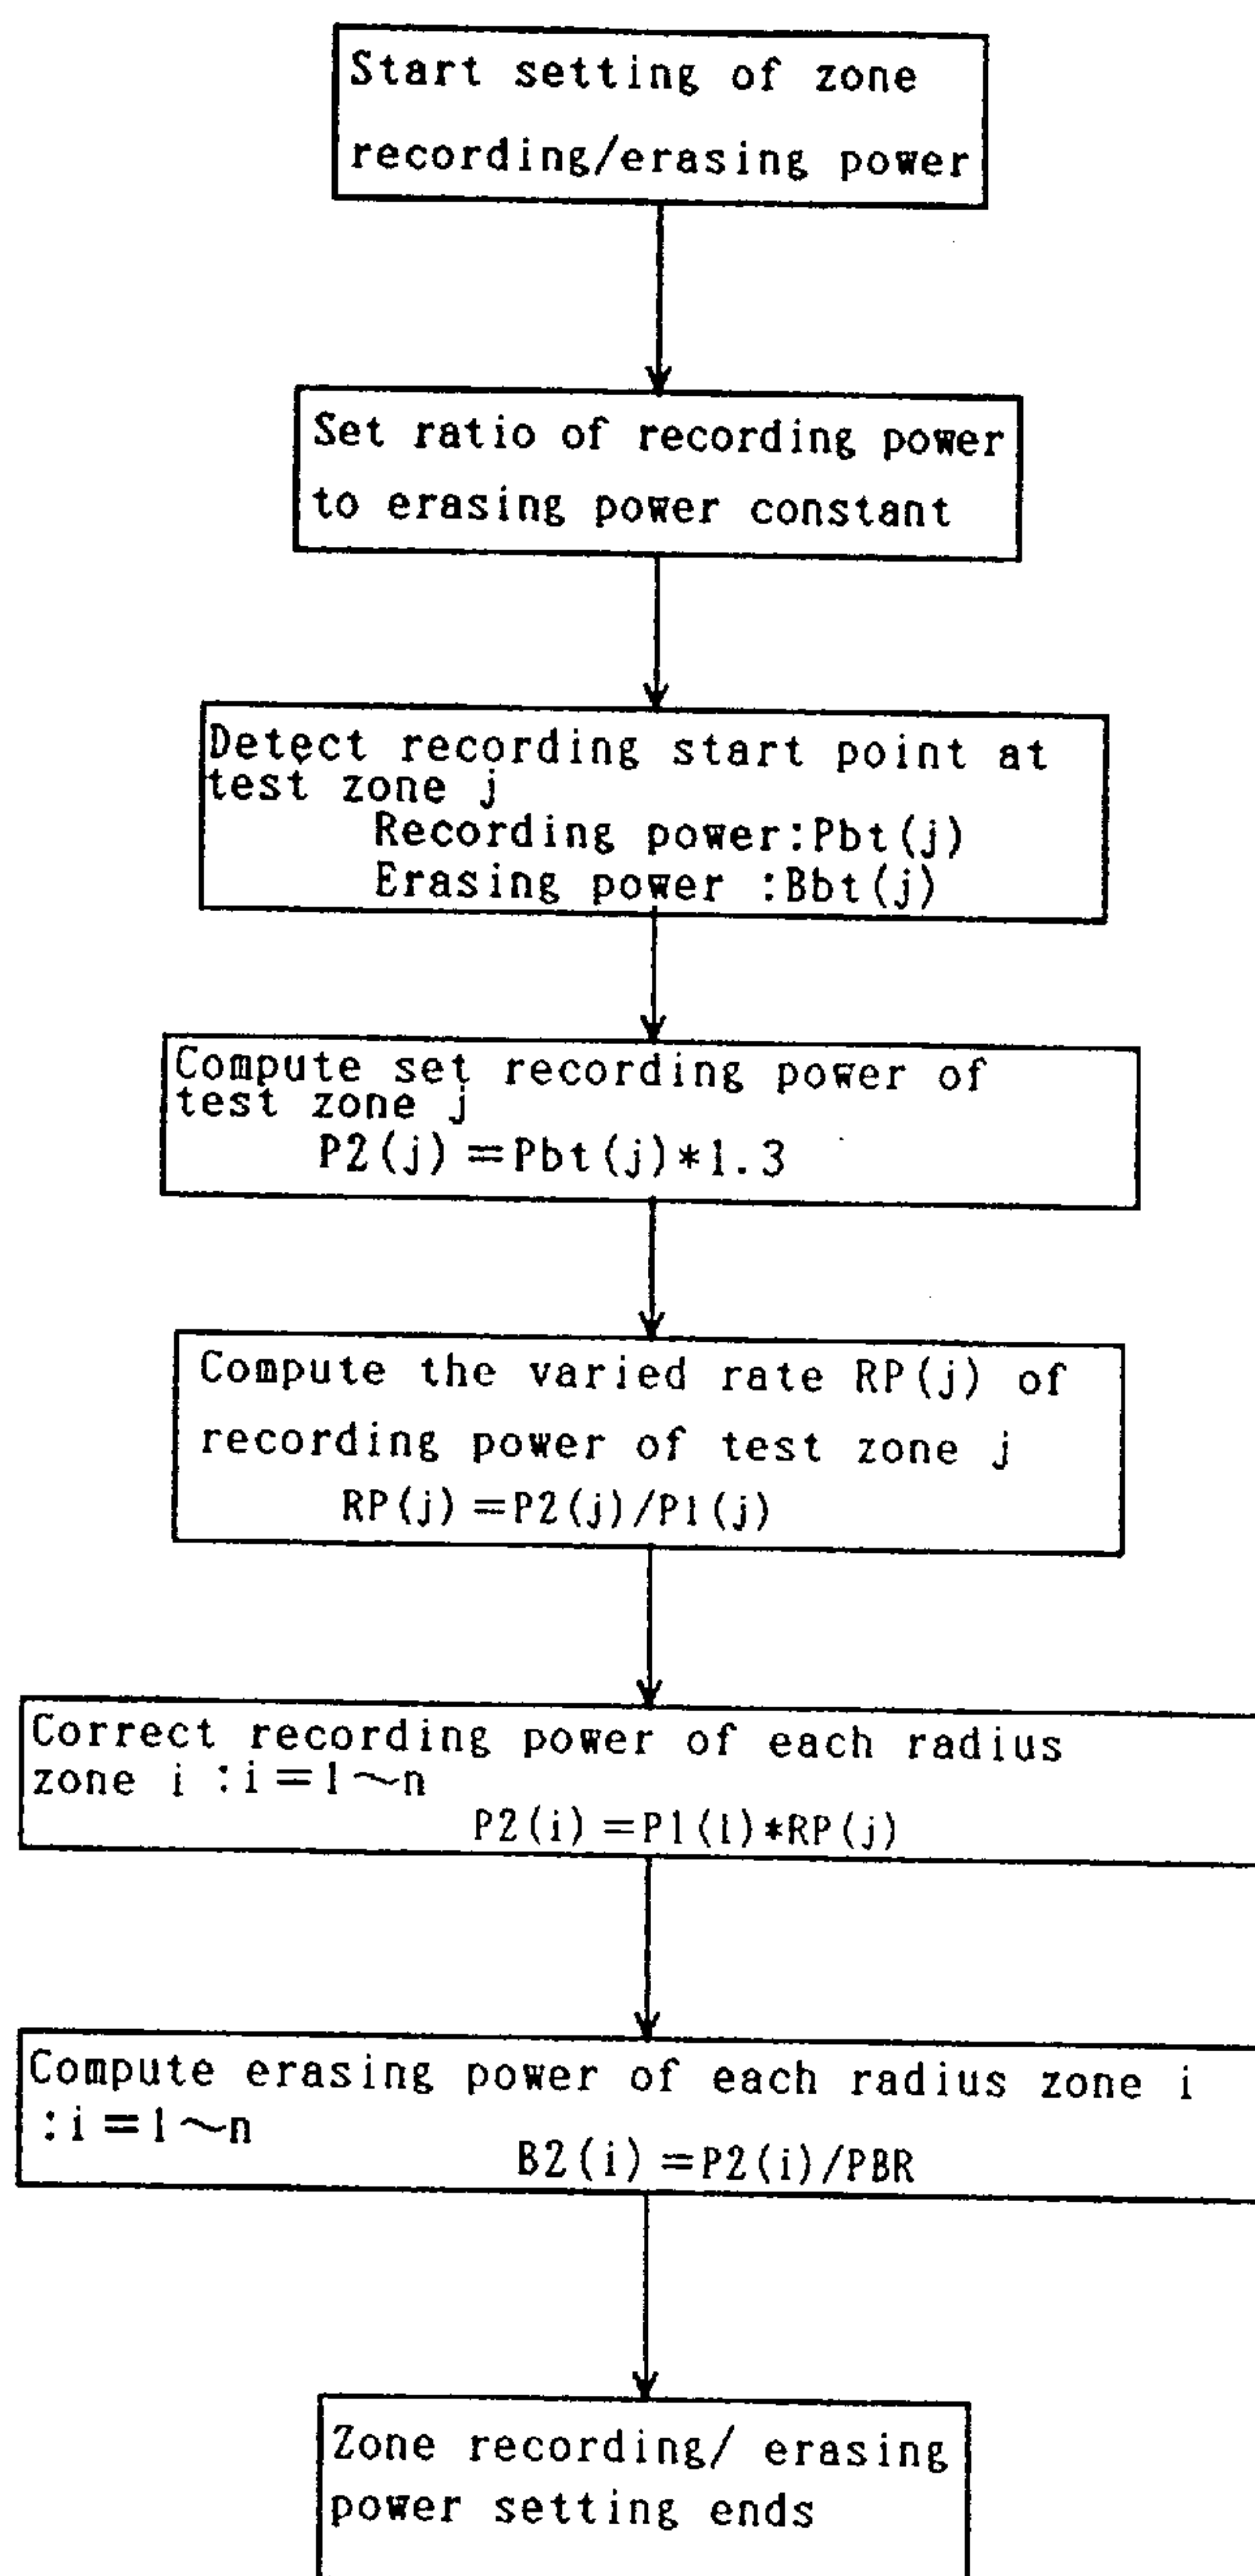 Start setting of zone
recording/erasing power
Set ratio of recording power
to erasing power constant
Detect recording start point at
test zone j
Recording power:Pbt(j)
Erasing power :Bbt(j)
Compute set recording power of
test zone j
P2(j)=Pbt(j)*1.3
Compute the varied rate RP(j) of
recording power of test zone j
RP(j)=P2(j)/P1(j)
Correct recording power of each radius
zone i :i=1~n
P2(i)=P1(i)*RP(j)
Compute erasing power of each radius zone i
:i=1~n
B2(i)=P2(i)/PBR
Zone recording/ erasing
power setting ends